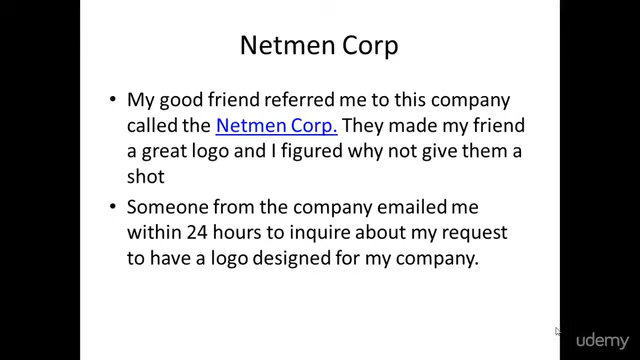 Netmen Corp
• My good friend referred me to this company
called the Netmen Corp. They made my friend
a great logo and I figured why not give them a
shot
• Someone from the company emailed me
within 24 hours to inquire about my request
to have a logo designed for my company.
udemy